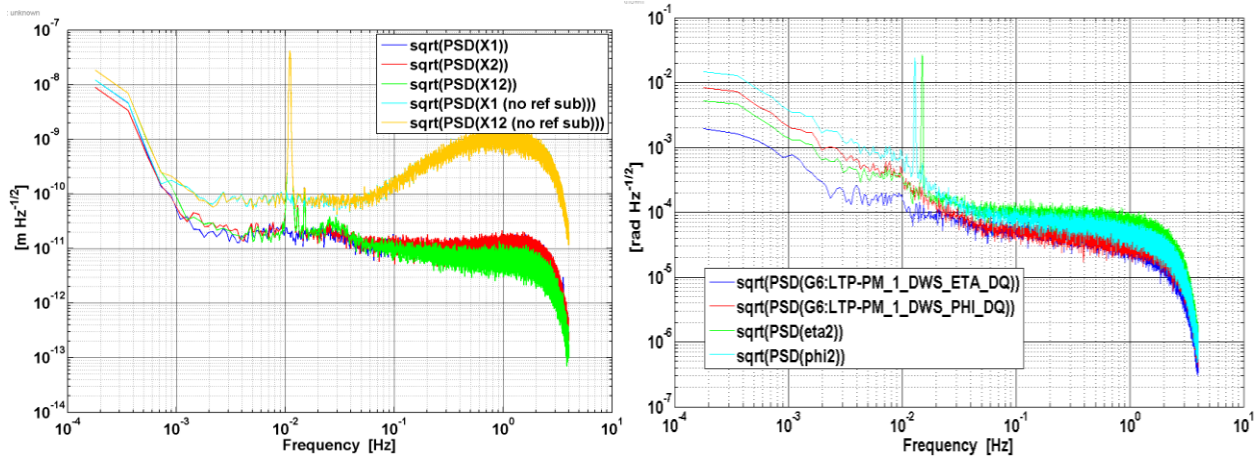 : unknown
10^-7
10^-8
10^-9
10^-10
10^-11
10^-12
10^-13
10^-14
[m Hz^-1/2]
sqrt(PSD(X1))
sqrt(PSD(X2))
sqrt(PSD(X12))
sqrt(PSD(X1 (no ref sub)))
sqrt(PSD(X12 (no ref sub)))
10^-4
10^-3
10^-2
10^-1
10^0
10^1
Frequency [Hz]
10^-1
10^-2
10^-3
10^-4
10^-5
10^-6
10^-7
[rad Hz^-1/2]
sqrt(PSD(G6:LTP-PM_1_DWS_ETA_DQ))
sqrt(PSD(G6:LTP-PM_1_DWS_PHI_DQ))
sqrt(PSD(eta2))
sqrt(PSD(phi2))
10^-4
10^-3
10^-2
10^-1
10^0
10^1
Frequency [Hz]